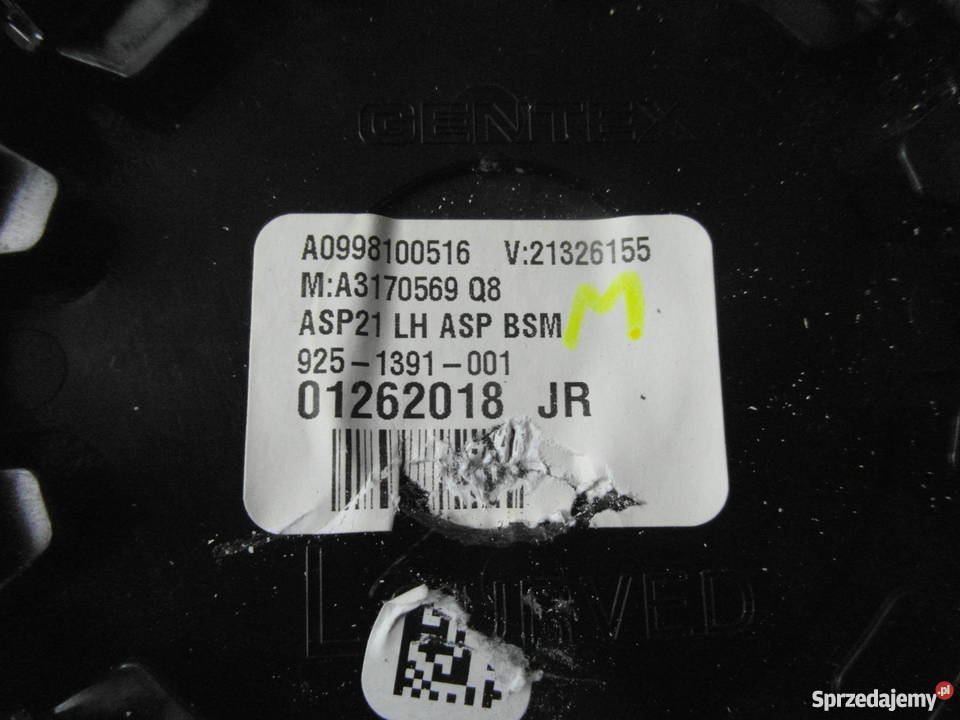 GENTEX
A0998100516 V:21326155
M:A3170569 Q8
ASP21 LH ASP BSM M
925-1391-001
01262018 JR
Sprzedajemy.pl